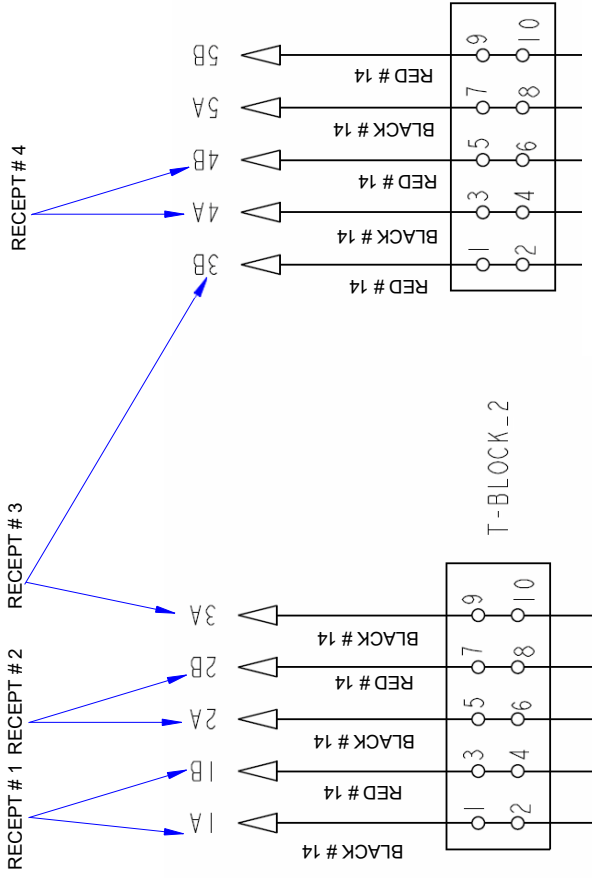 RECEPT # 4
5B
RED # 14
9
10
5A
BLACK # 14
7
8
4B
RED # 14
5
6
4A
BLACK # 14
3
4
3B
RED # 14
1
2
T-BLOCK_2
RECEPT # 3
3A
BLACK # 14
9
10
RECEPT # 2
2B
RED # 14
7
8
2A
BLACK # 14
5
6
RECEPT # 1
1B
RED # 14
3
4
1A
BLACK # 14
1
2